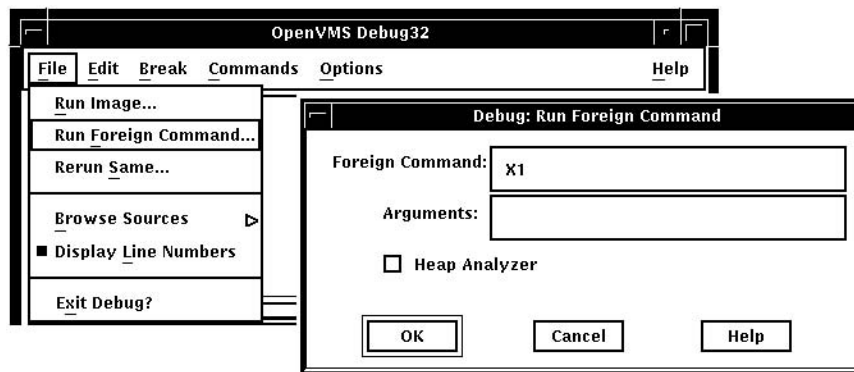 OpenVMS Debug32
File Edit Break Commands Options Help
Run Image...
Run Foreign Command...
Rerun Same...
Browse Sources
Display Line Numbers
Exit Debug?
Debug: Run Foreign Command
Foreign Command: X1
Arguments:
Heap Analyzer
OK Cancel Help